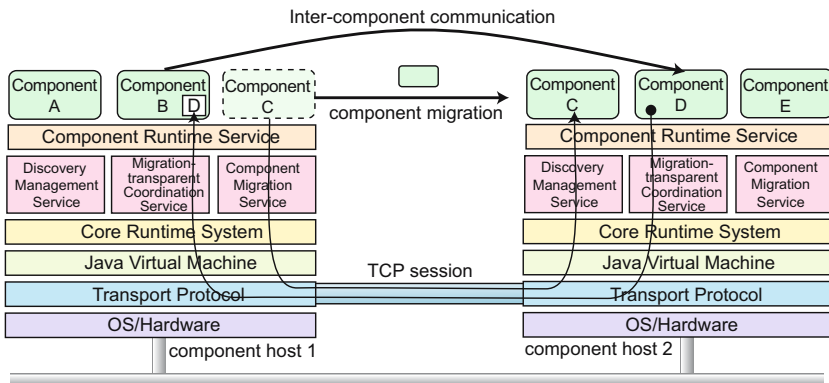 Inter-component communication
Component
A
Component
B
D
Component
C
component migration
Component
C
Component
D
Component
E
Component Runtime Service
Component Runtime Service
Discovery
Management
Service
Migration-
transparent
Coordination
Service
Component
Migration
Service
Discovery
Management
Service
Migration-
transparent
Coordination
Service
Component
Migration
Service
Core Runtime System
Core Runtime System
Java Virtual Machine
TCP session
Java Virtual Machine
Transport Protocol
Transport Protocol
OS/Hardware
OS/Hardware
component host 1
component host 2